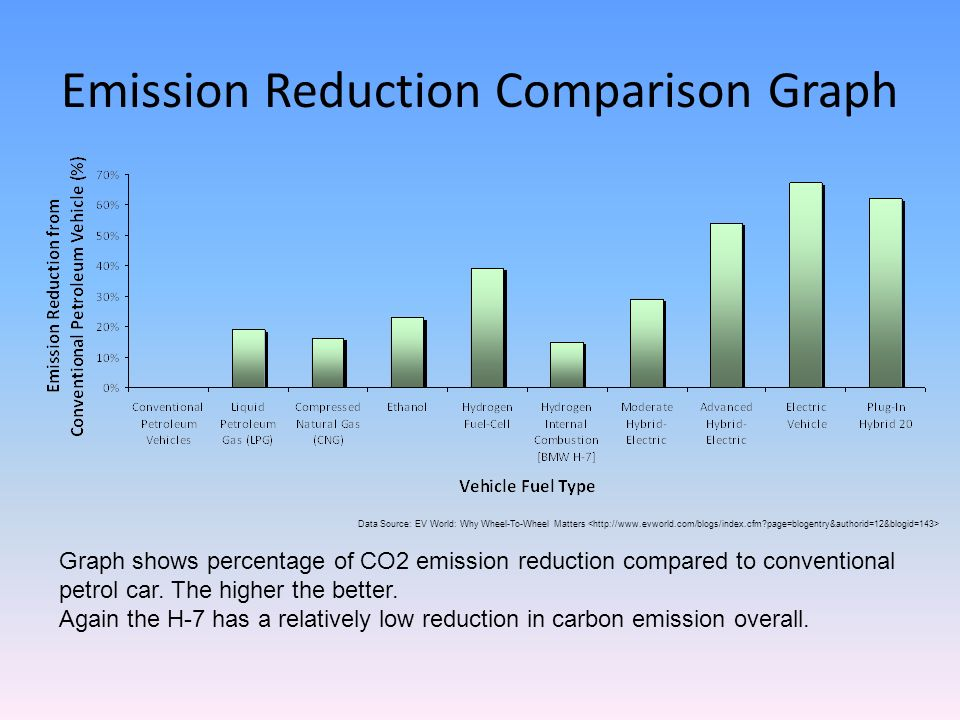 Emission Reduction Comparison Graph
Emission Reduction from
Conventional Petroleum Vehicle (%)
70%
60%
50%
40%
30%
20%
10%
0%
Conventional
Petroleum
Vehicles
Liquid
Petroleum
Gas (LPG)
Compressed
Natural Gas
(CNG)
Ethanol
Hydrogen
Fuel-Cell
Hydrogen
Internal
Combustion
[BMW H-7]
Moderate
Hybrid-
Electric
Advanced
Hybrid-
Electric
Electric
Vehicle
Plug-In
Hybrid 20
Vehicle Fuel Type
Data Source: EV World: Why Wheel-To-Wheel Matters <http://www.evworld.com/blogs/index.cfm?page=blogentry&authorid=12&blogid=143>
Graph shows percentage of CO2 emission reduction compared to conventional
petrol car. The higher the better.
Again the H-7 has a relatively low reduction in carbon emission overall.